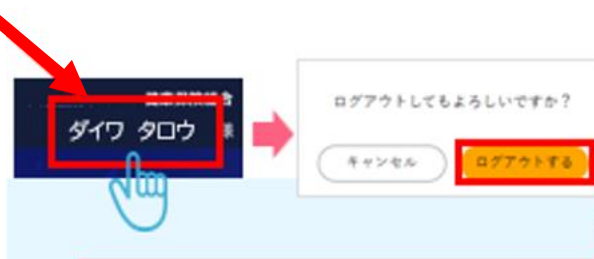 ダイワ タロウ 様
ログアウトしてもよろしいですか？
キャンセル
ログアウトする